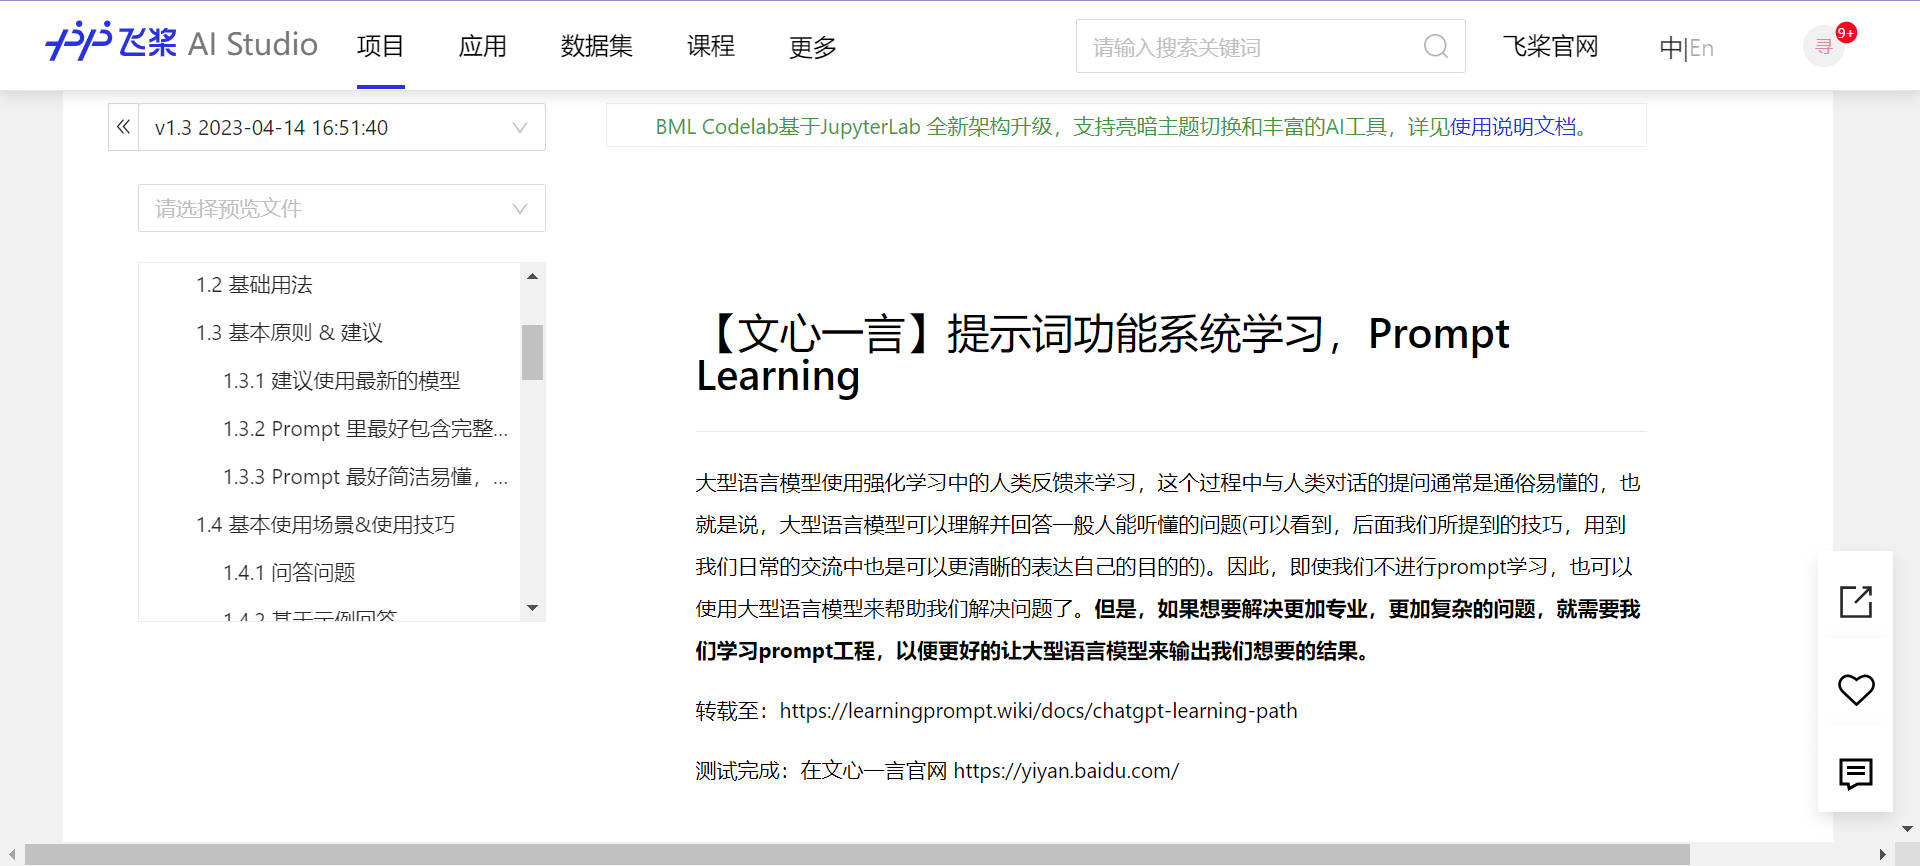 飞桨 AI Studio 项目 应用 数据集 课程 更多 请输入搜索关键词 飞桨官网 中|En 寻 9+
v1.3 2023-04-14 16:51:40
请选择预览文件
1.2 基础用法
1.3 基本原则 & 建议
1.3.1 建议使用最新的模型
1.3.2 Prompt 里最好包含完整...
1.3.3 Prompt 最好简洁易懂，...
1.4 基本使用场景&使用技巧
1.4.1 问答问题
1.4.2 基于示例回答
BML Codelab基于JupyterLab 全新架构升级，支持亮暗主题切换和丰富的AI工具，详见使用说明文档。
【文心一言】提示词功能系统学习，Prompt
Learning
大型语言模型使用强化学习中的人类反馈来学习，这个过程中与人类对话的提问通常是通俗易懂的，也
就是说，大型语言模型可以理解并回答一般人能听懂的问题(可以看到，后面我们所提到的技巧，用到
我们日常的交流中也是可以更清晰的表达自己的目的的)。因此，即使我们不进行prompt学习，也可以
使用大型语言模型来帮助我们解决问题了。但是，如果想要解决更加专业，更加复杂的问题，就需要我
们学习prompt工程，以便更好的让大型语言模型来输出我们想要的结果。
转载至：https://learningprompt.wiki/docs/chatgpt-learning-path
测试完成：在文心一言官网 https://yiyan.baidu.com/